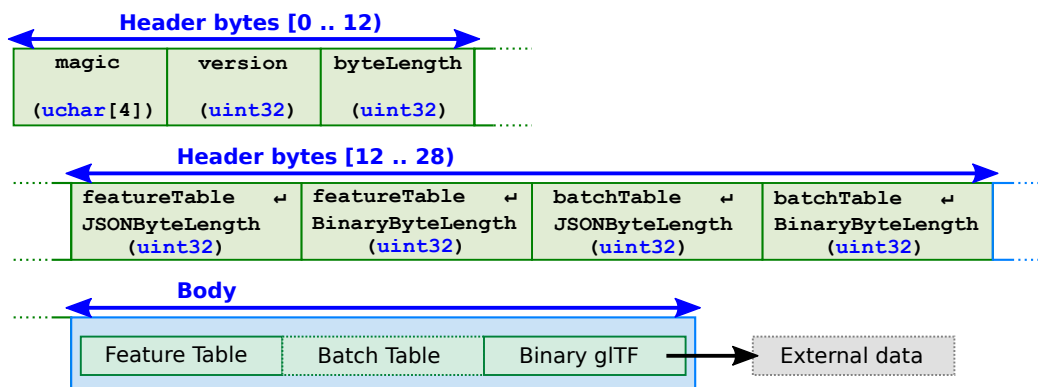 Header bytes [0 .. 12)
magic version byteLength
(uchar[4]) (uint32) (uint32)
Header bytes [12 .. 28)
featureTable ↵ featureTable ↵ batchTable ↵ batchTable ↵
JSONByteLength BinaryByteLength JSONByteLength BinaryByteLength
(uint32) (uint32) (uint32) (uint32)
Body
Feature Table Batch Table Binary glTF External data